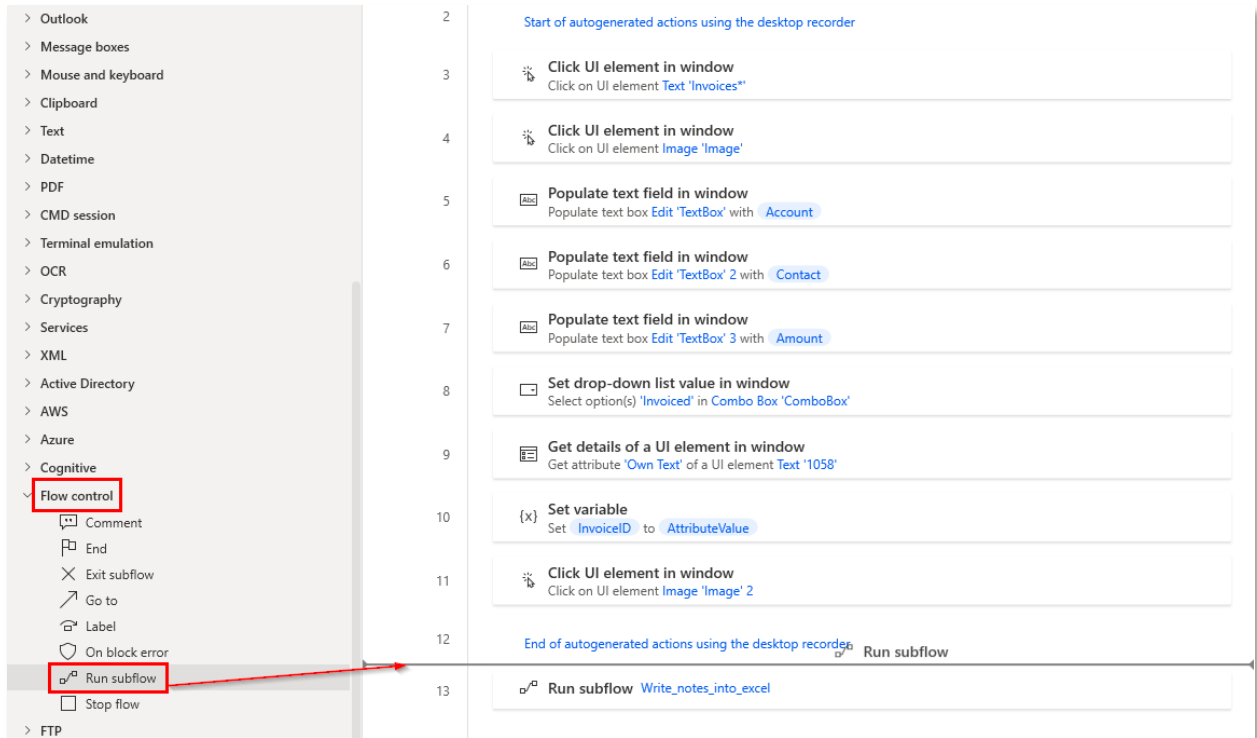 Outlook
Message boxes
Mouse and keyboard
Clipboard
Text
Datetime
PDF
CMD session
Terminal emulation
OCR
Cryptography
Services
XML
Active Directory
AWS
Azure
Cognitive
Flow control
Comment
End
Exit subflow
Go to
Label
On block error
Run subflow
Stop flow
FTP
2
Start of autogenerated actions using the desktop recorder
3
Click UI element in window
Click on UI element Text 'Invoices*'
4
Click UI element in window
Click on UI element Image 'Image'
5
Abc
Populate text field in window
Populate text box Edit 'TextBox' with Account
6
Abc
Populate text field in window
Populate text box Edit 'TextBox' 2 with Contact
7
Abc
Populate text field in window
Populate text box Edit 'TextBox' 3 with Amount
8
Set drop-down list value in window
Select option(s) 'Invoiced' in Combo Box 'ComboBox'
9
Get details of a UI element in window
Get attribute 'Own Text' of a UI element Text '1058'
10
{x}
Set variable
Set InvoiceID to AttributeValue
11
Click UI element in window
Click on UI element Image 'Image' 2
12
End of autogenerated actions using the desktop recorder
Run subflow
13
Run subflow Write_notes_into_excel